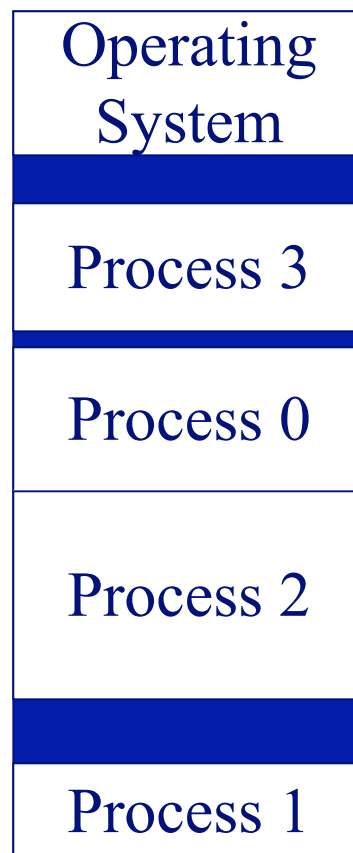 Operating
System
Process 3
Process 0
Process 2
Process 1